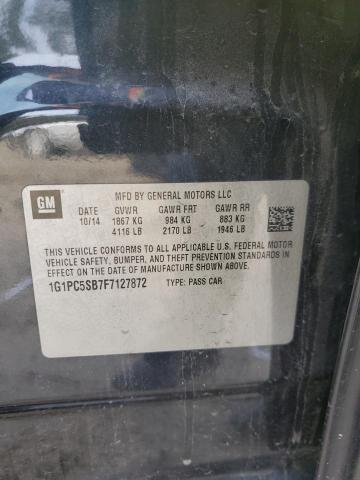 GM
MFD BY GENERAL MOTORS LLC
DATE GVWR GAWR FRT GAWR RR
10/14 1867 KG 984 KG 883 KG
4116 LB 2170 LB 1946 LB
THIS VEHICLE CONFORMS TO ALL APPLICABLE U.S. FEDERAL MOTOR
VEHICLE SAFETY, BUMPER, AND THEFT PREVENTION STANDARDS IN
EFFECT ON THE DATE OF MANUFACTURE SHOWN ABOVE.
1G1PC5SB7F7127872 TYPE: PASS CAR